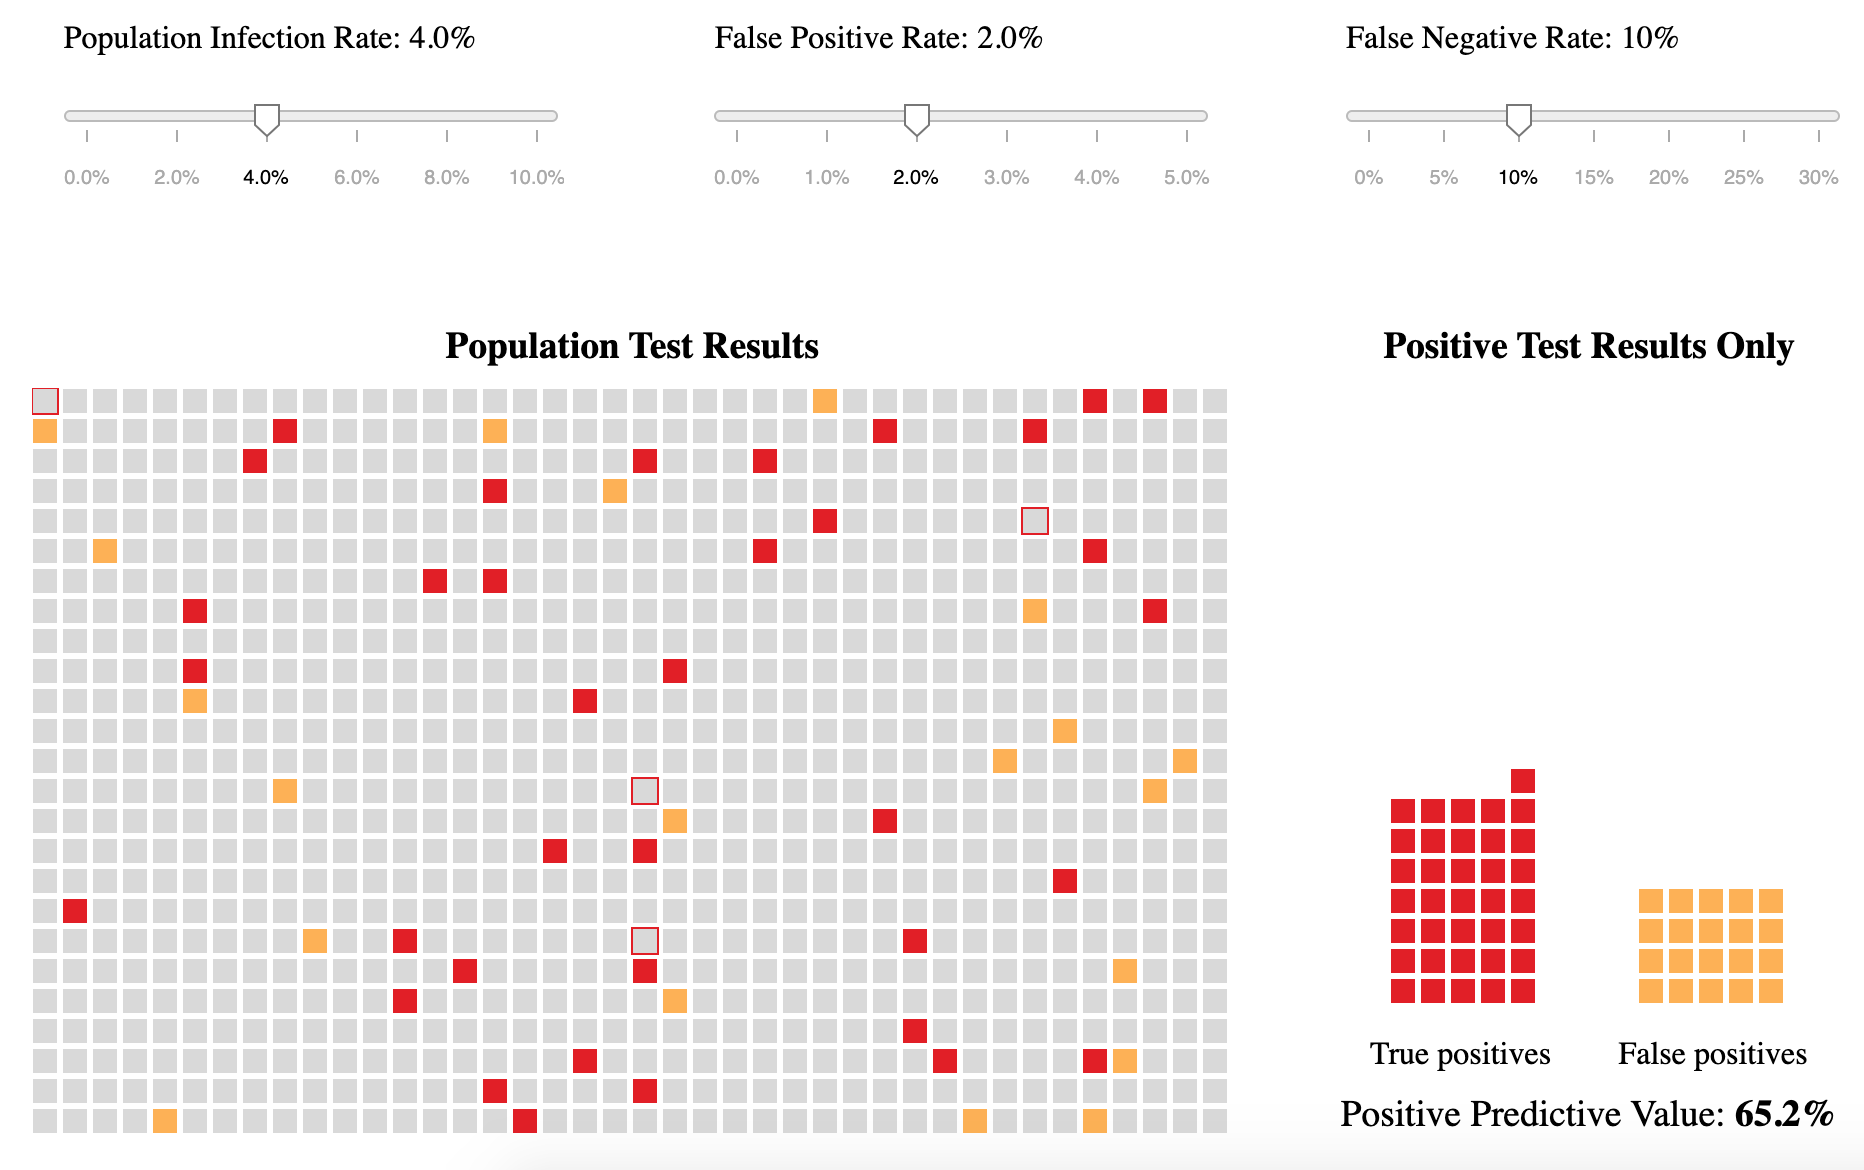 Population Infection Rate: 4.0%
False Positive Rate: 2.0%
False Negative Rate: 10%
0.0% 2.0% 4.0% 6.0% 8.0% 10.0%
0.0% 1.0% 2.0% 3.0% 4.0% 5.0%
0% 5% 10% 15% 20% 25% 30%
Population Test Results
Positive Test Results Only
True positives
False positives
Positive Predictive Value: 65.2%